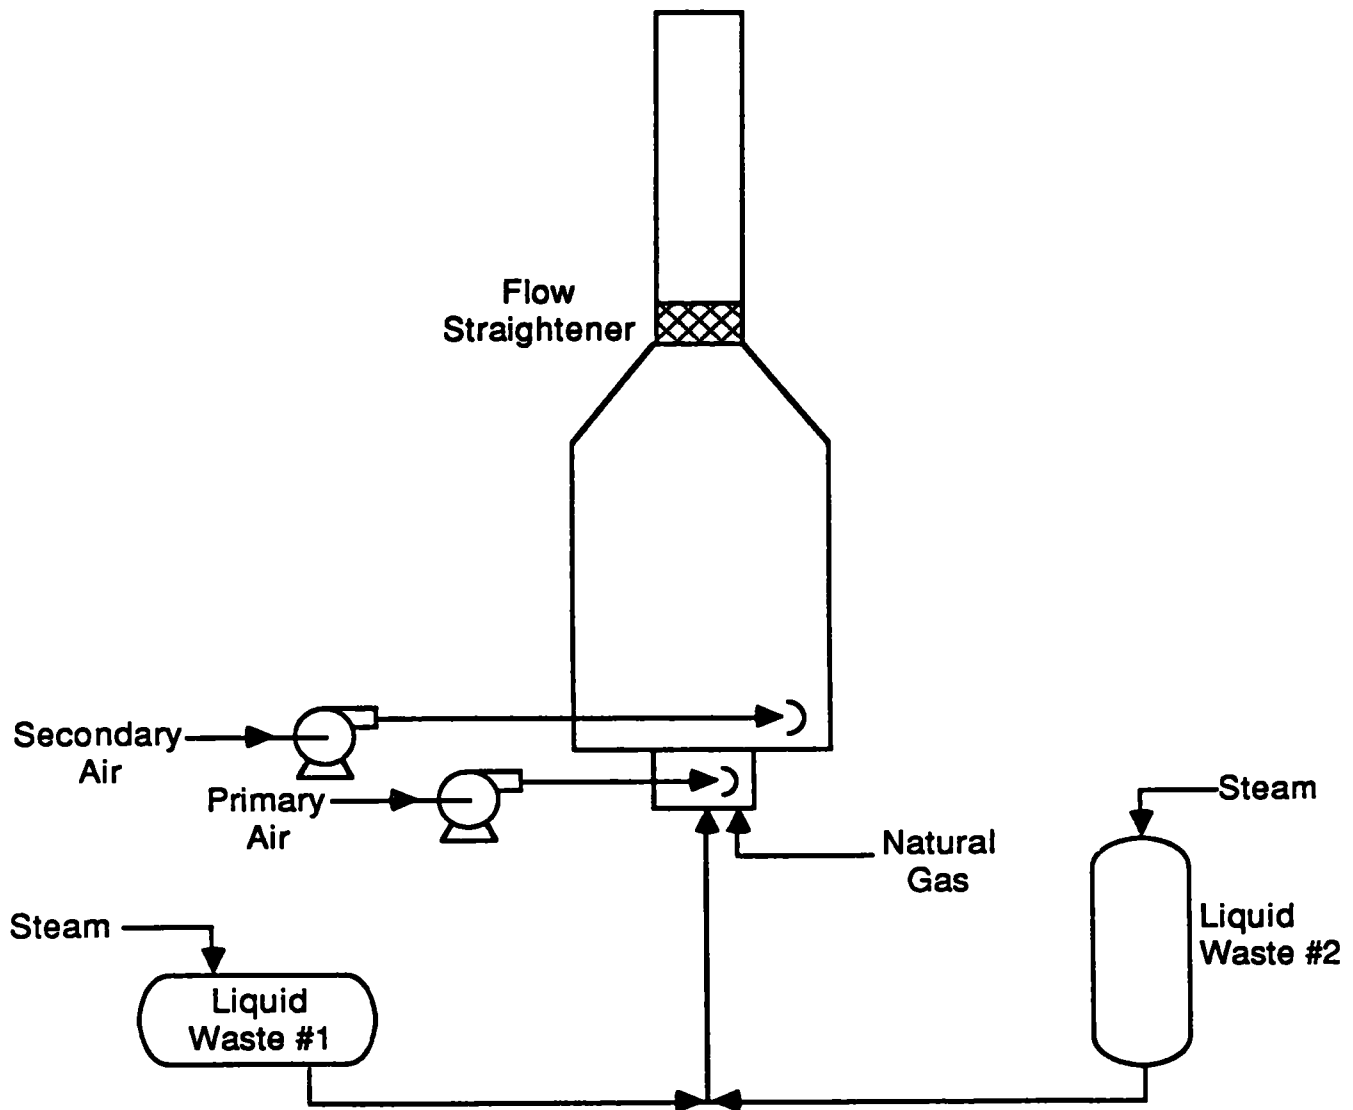 Flow
Straightener
Secondary
Air
Primary
Air
Steam
Natural
Gas
Steam
Liquid
Waste #2
Liquid
Waste #1